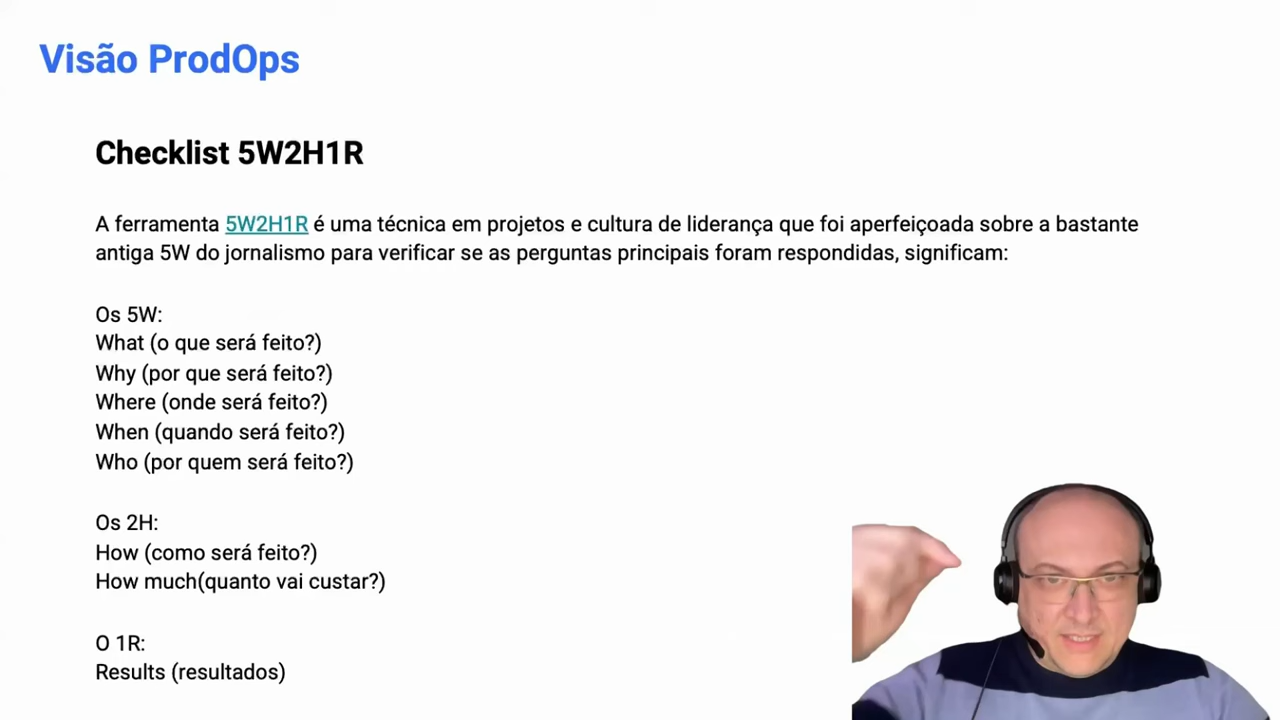 Visão ProdOps
Checklist 5W2H1R
A ferramenta 5W2H1R é uma técnica em projetos e cultura de liderança que foi aperfeiçoada sobre a bastante
antiga 5W do jornalismo para verificar se as perguntas principais foram respondidas, significam:
Os 5W:
What (o que será feito?)
Why (por que será feito?)
Where (onde será feito?)
When (quando será feito?)
Who (por quem será feito?)
Os 2H:
How (como será feito?)
How much(quanto vai custar?)
O 1R:
Results (resultados)